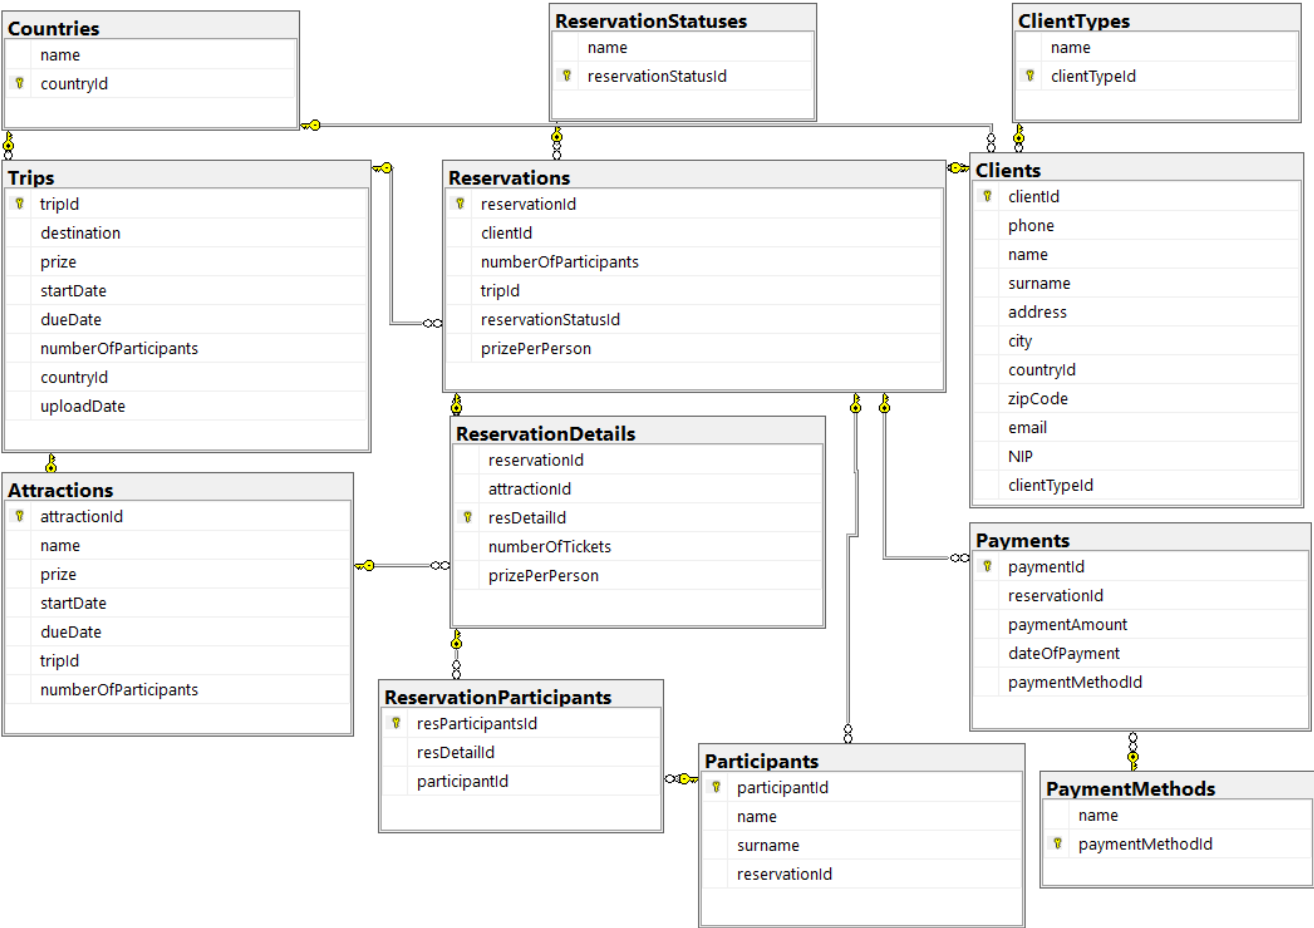 Countries
name
countryId
ReservationStatuses
name
reservationStatusId
ClientTypes
name
clientTypeId
Trips
tripId
destination
prize
startDate
dueDate
numberOfParticipants
countryId
uploadDate
Reservations
reservationId
clientId
numberOfParticipants
tripId
reservationStatusId
prizePerPerson
Clients
clientId
phone
name
surname
address
city
countryId
zipCode
email
NIP
clientTypeId
Attractions
attractionId
name
prize
startDate
dueDate
tripId
numberOfParticipants
ReservationDetails
reservationId
attractionId
resDetailId
numberOfTickets
prizePerPerson
Payments
paymentId
reservationId
paymentAmount
dateOfPayment
paymentMethodId
ReservationParticipants
resParticipantsId
resDetailId
participantId
Participants
participantId
name
surname
reservationId
PaymentMethods
name
paymentMethodId